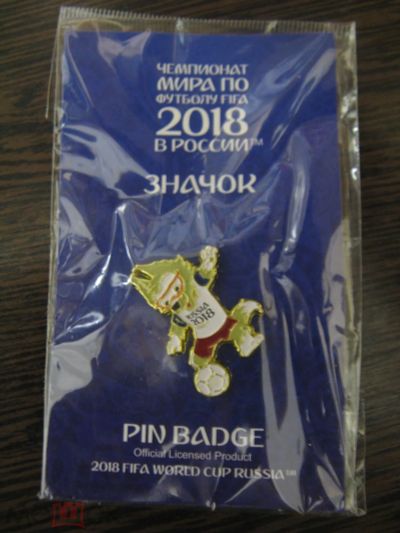 ЧЕМПИОНАТ
МИРА ПО
ФУТБОЛУ FIFA
2018
В РОССИИ™
ЗНАЧОК
RUSSIA
2018
PIN BADGE
Official Licensed Product
2018 FIFA WORLD CUP RUSSIA™